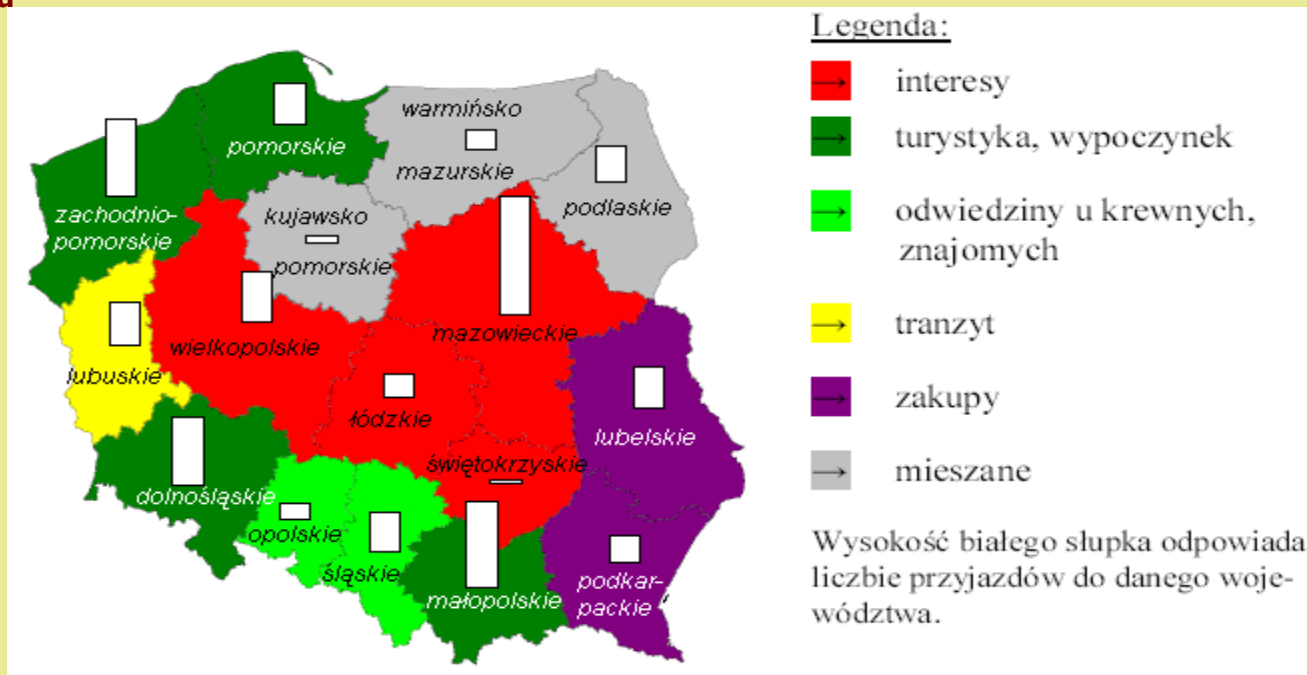 u
Legenda:
→ interesy
→ turystyka, wypoczynek
→ odwiedziny u krewnych,
znajomych
→ tranzyt
→ zakupy
→ mieszane
Wysokość białego słupka odpowiada
liczbie przyjazdów do danego woje-
wództwa.
pomorskie
warmińsko
mazurskie
podlaskie
zachodnio-
pomorskie
kujawsko
pomorskie
mazowieckie
wielkopolskie
lubuskie
łódzkie
lubelskie
świętokrzyskie
dolnośląskie
opolskie
śląskie
małopolskie
podkar-
packie